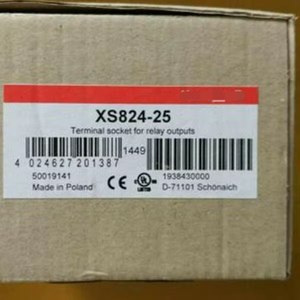 XS824-25
Terminal socket for relay outputs
1449
4 024627 201387
50019141
1938430000
Made in Poland
D-71101 Schönaich